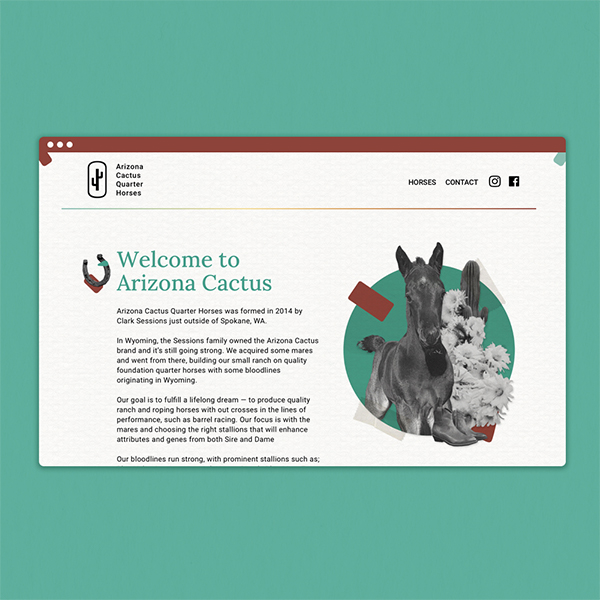 Arizona
Cactus
Quarter
Horses
HORSES CONTACT
Welcome to
Arizona Cactus
Arizona Cactus Quarter Horses was formed in 2014 by
Clark Sessions just outside of Spokane, WA.
In Wyoming, the Sessions family owned the Arizona Cactus
brand and it's still going strong. We acquired some mares
and went from there, building our small ranch on quality
foundation quarter horses with some bloodlines
originating in Wyoming.
Our goal is to fulfill a lifelong dream — to produce quality
ranch and roping horses with out crosses in the lines of
performance, such as barrel racing. Our focus is with the
mares and choosing the right stallions that will enhance
attributes and genes from both Sire and Dame
Our bloodlines run strong, with prominent stallions such as;